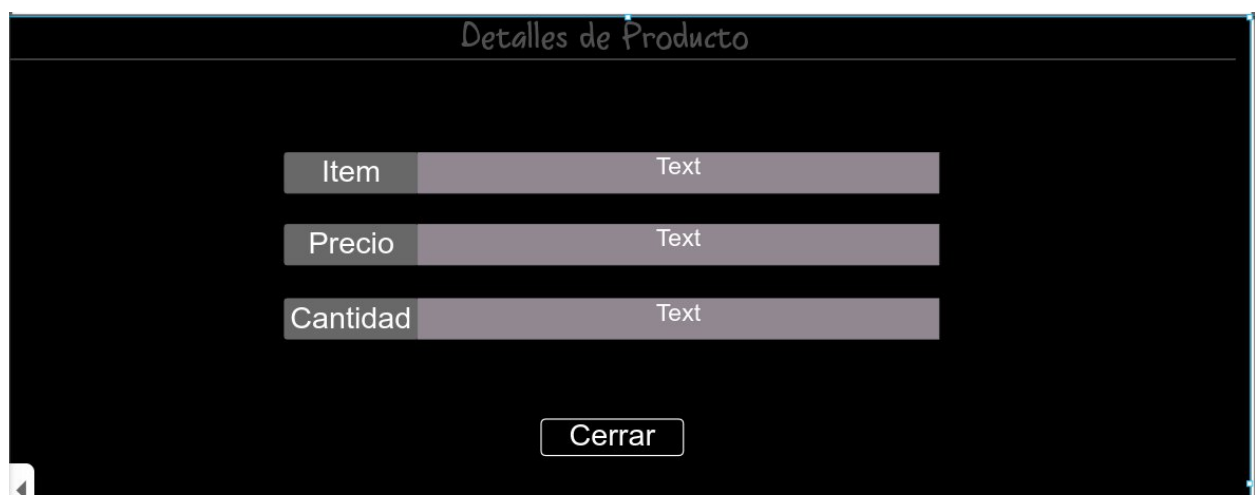 Detalles de Producto
Item Text
Precio Text
Cantidad Text
Cerrar